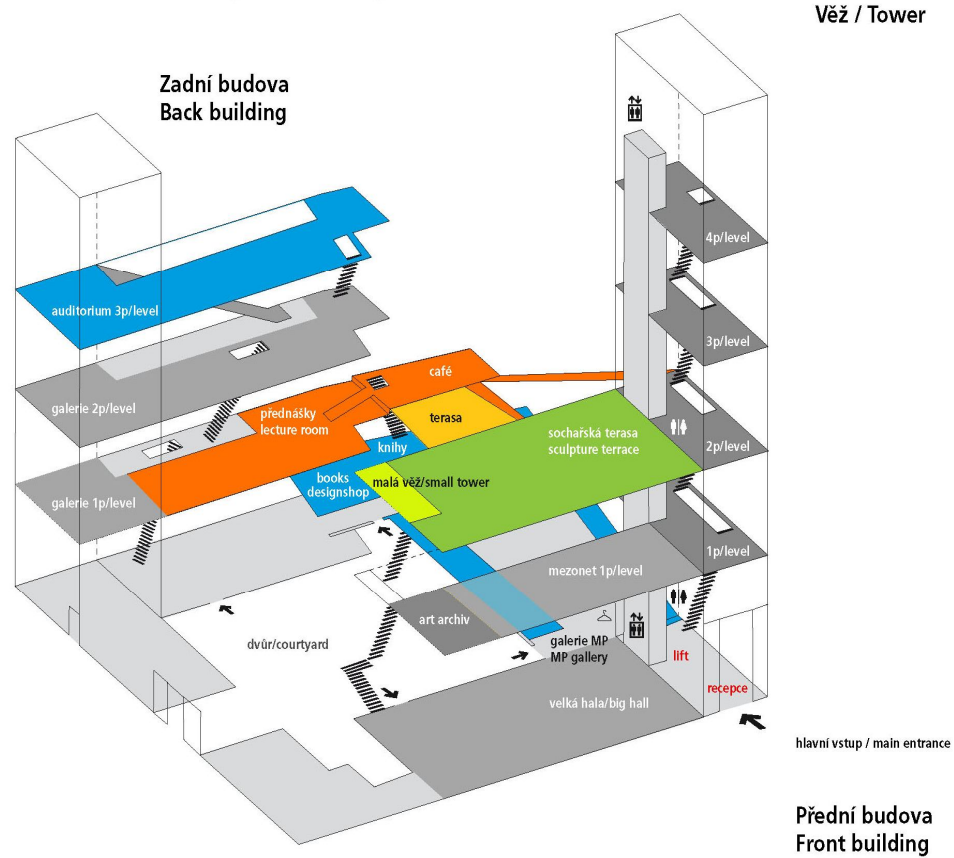 Věž / Tower
Zadní budova
Back building
4p/level
auditorium 3p/level
3p/level
café
galerie 2p/level
přednášky
lecture room
terasa
sochařská terasa
sculpture terrace
2p/level
knihy
books
designshop
malá věž/small tower
galerie 1p/level
1p/level
mezonet 1p/level
art archiv
dvůr/courtyard
galerie MP
MP gallery
lift
recepce
velká hala/big hall
hlavní vstup / main entrance
Přední budova
Front building